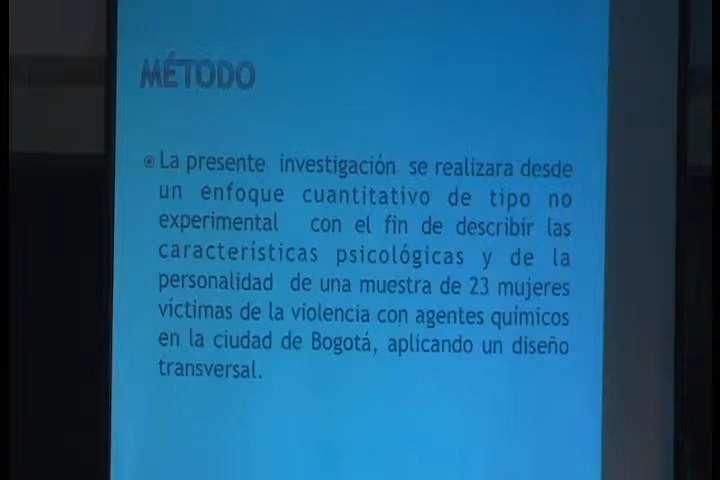 MÉTODO
La presente investigación se realizara desde
un enfoque cuantitativo de tipo no
experimental con el fin de describir las
características psicológicas y de la
personalidad de una muestra de 23 mujeres
víctimas de la violencia con agentes químicos
en la ciudad de Bogotá, aplicando un diseño
transversal.